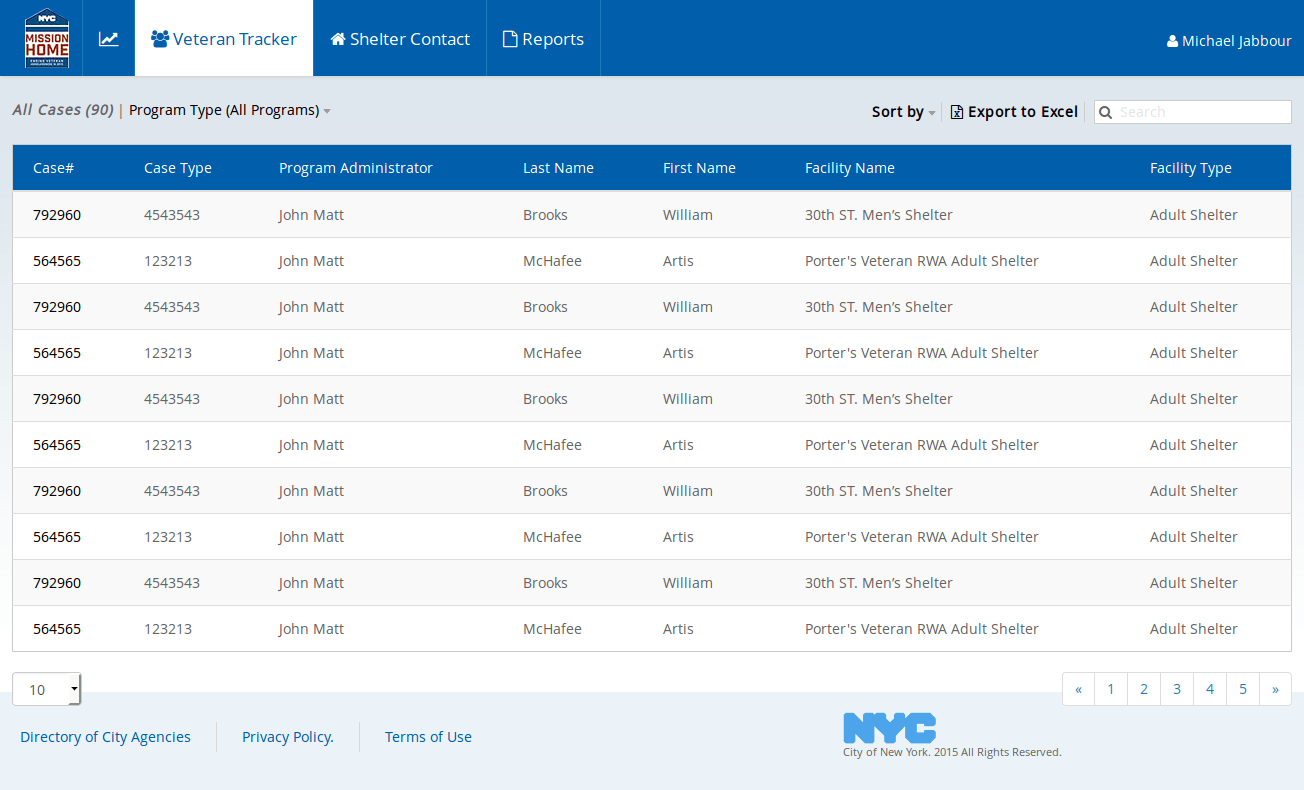 NYC
MISSION
HOME
ENDING VETERAN
HOMELESSNESS IN 2015
Veteran Tracker
Shelter Contact
Reports
Michael Jabbour
All Cases (90) | Program Type (All Programs)
Sort by
Export to Excel
Search
Case# Case Type Program Administrator Last Name First Name Facility Name Facility Type
792960 4543543 John Matt Brooks William 30th ST. Men’s Shelter Adult Shelter
564565 123213 John Matt McHafee Artis Porter's Veteran RWA Adult Shelter Adult Shelter
792960 4543543 John Matt Brooks William 30th ST. Men’s Shelter Adult Shelter
564565 123213 John Matt McHafee Artis Porter's Veteran RWA Adult Shelter Adult Shelter
792960 4543543 John Matt Brooks William 30th ST. Men’s Shelter Adult Shelter
564565 123213 John Matt McHafee Artis Porter's Veteran RWA Adult Shelter Adult Shelter
792960 4543543 John Matt Brooks William 30th ST. Men’s Shelter Adult Shelter
564565 123213 John Matt McHafee Artis Porter's Veteran RWA Adult Shelter Adult Shelter
792960 4543543 John Matt Brooks William 30th ST. Men’s Shelter Adult Shelter
564565 123213 John Matt McHafee Artis Porter's Veteran RWA Adult Shelter Adult Shelter
10
« 1 2 3 4 5 »
Directory of City Agencies
Privacy Policy.
Terms of Use
NYC
City of New York. 2015 All Rights Reserved.